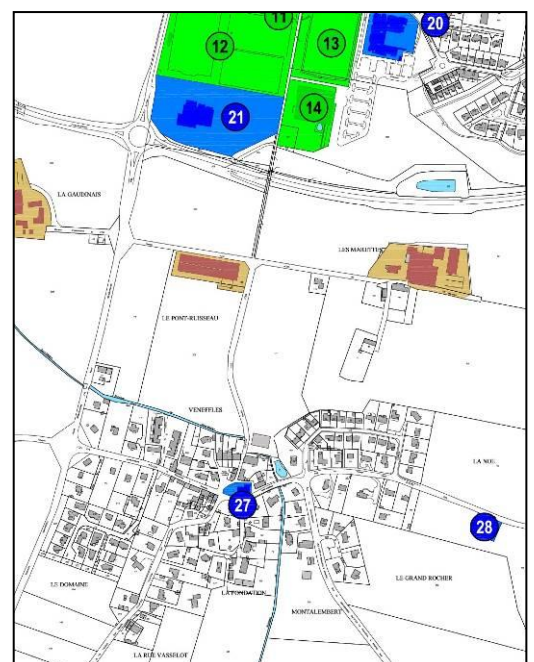 11
20
12
13
21
14
LA GAUDINAIS
LES MARETTES
LE PONT-RUISSEAU
VENEFFLES
LA NOE
27
28
LE GRAND ROCHER
LE DOMAINE
LA FONDATION
MONTALEMBERT
LA RUE VASSELOT